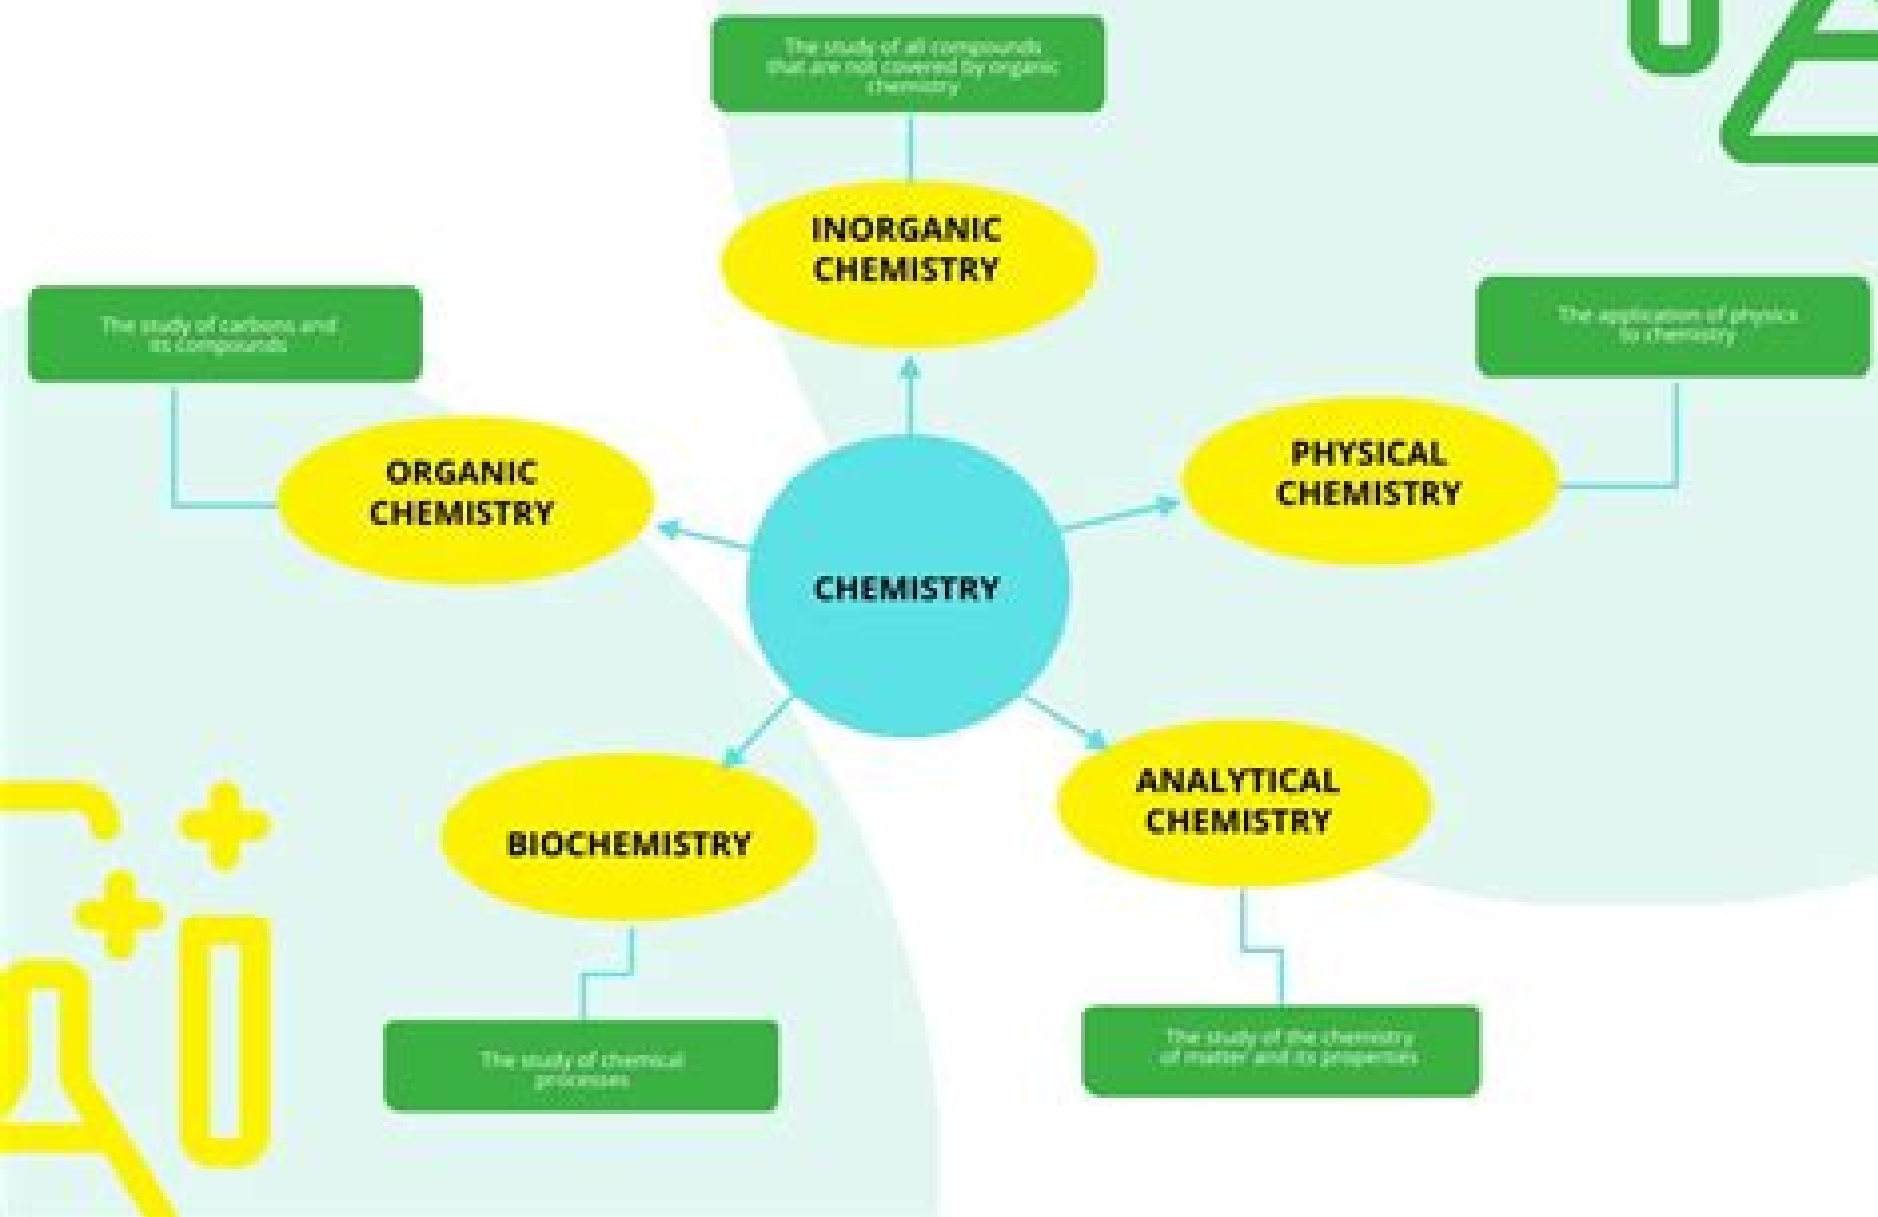 The study of all compounds
that are not covered by organic
chemistry
INORGANIC
CHEMISTRY
The study of carbons and
its compounds
ORGANIC
CHEMISTRY
The application of physics
to chemistry
PHYSICAL
CHEMISTRY
CHEMISTRY
BIOCHEMISTRY
The study of chemical
processes
ANALYTICAL
CHEMISTRY
The study of the chemistry
of matter and its properties